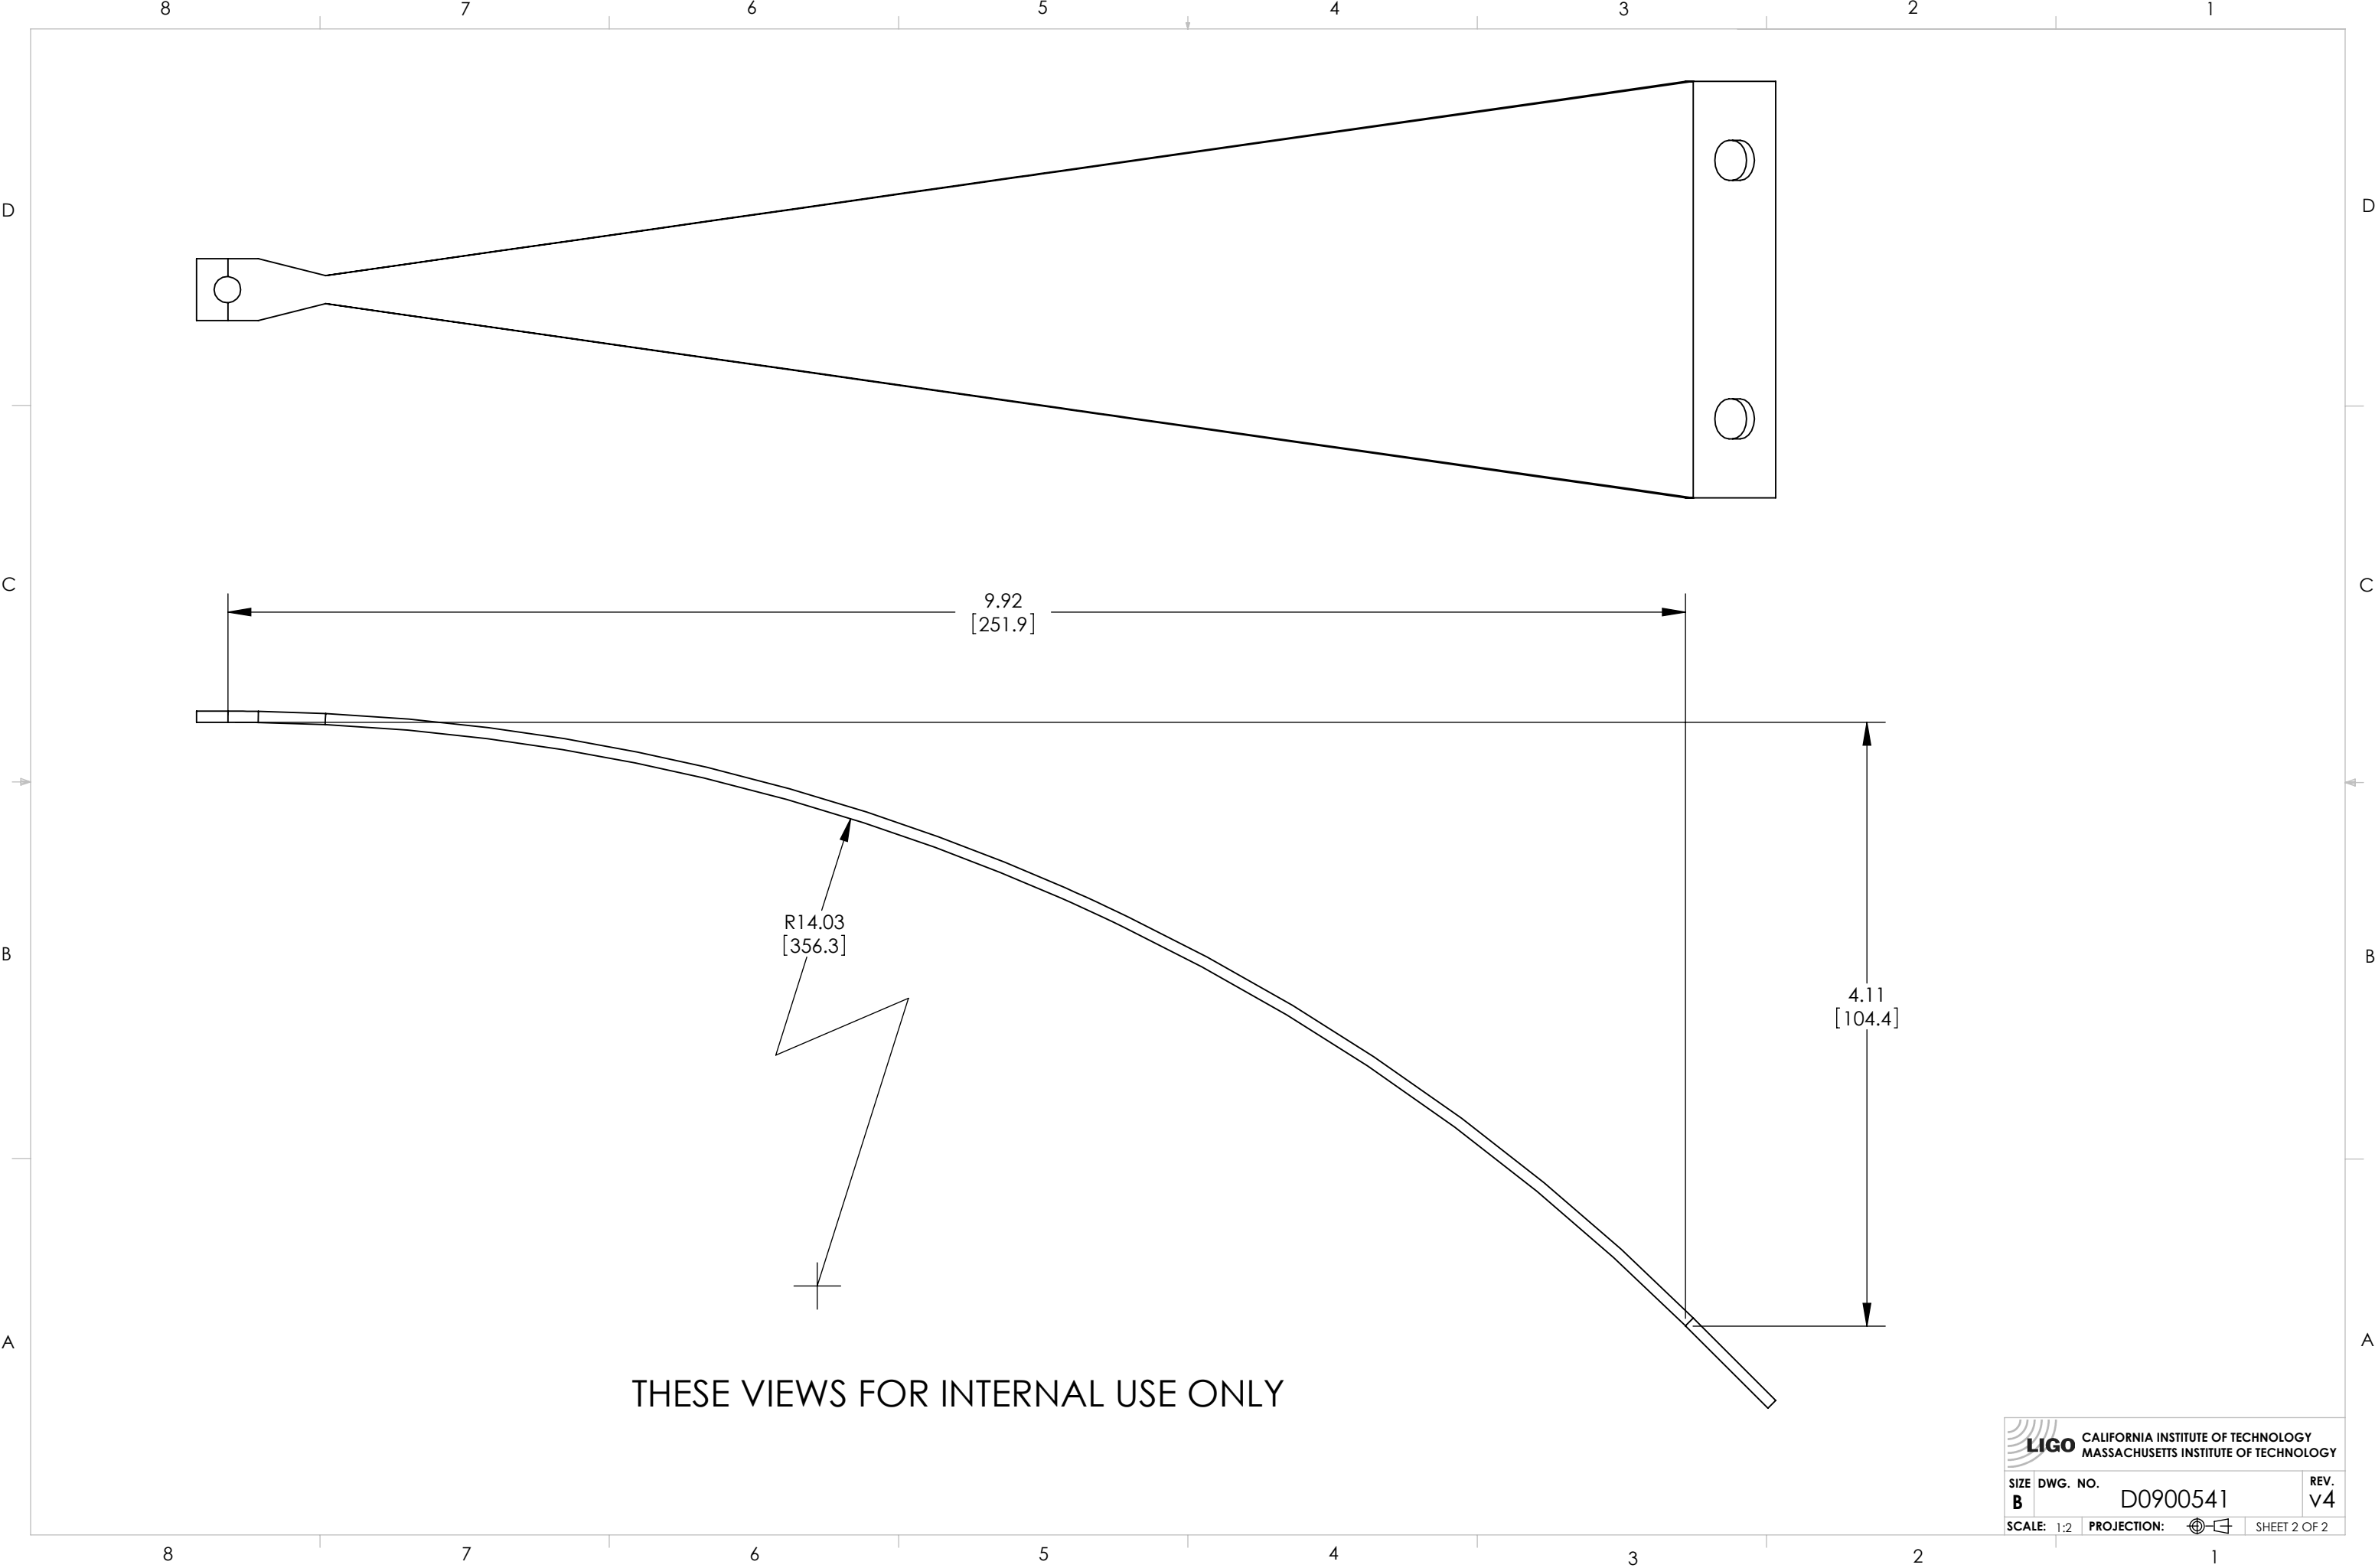 8 7 6 5 4 3 2 1
D D
C C
9.92
[251.9]
R14.03
[356.3]
B B
4.11
[104.4]
A A
THESE VIEWS FOR INTERNAL USE ONLY
LIGO
CALIFORNIA INSTITUTE OF TECHNOLOGY
MASSACHUSETTS INSTITUTE OF TECHNOLOGY
SIZE DWG. NO. REV.
B D0900541 v4
SCALE: 1:2 PROJECTION: SHEET 2 OF 2
8 7 6 5 4 3 2 1